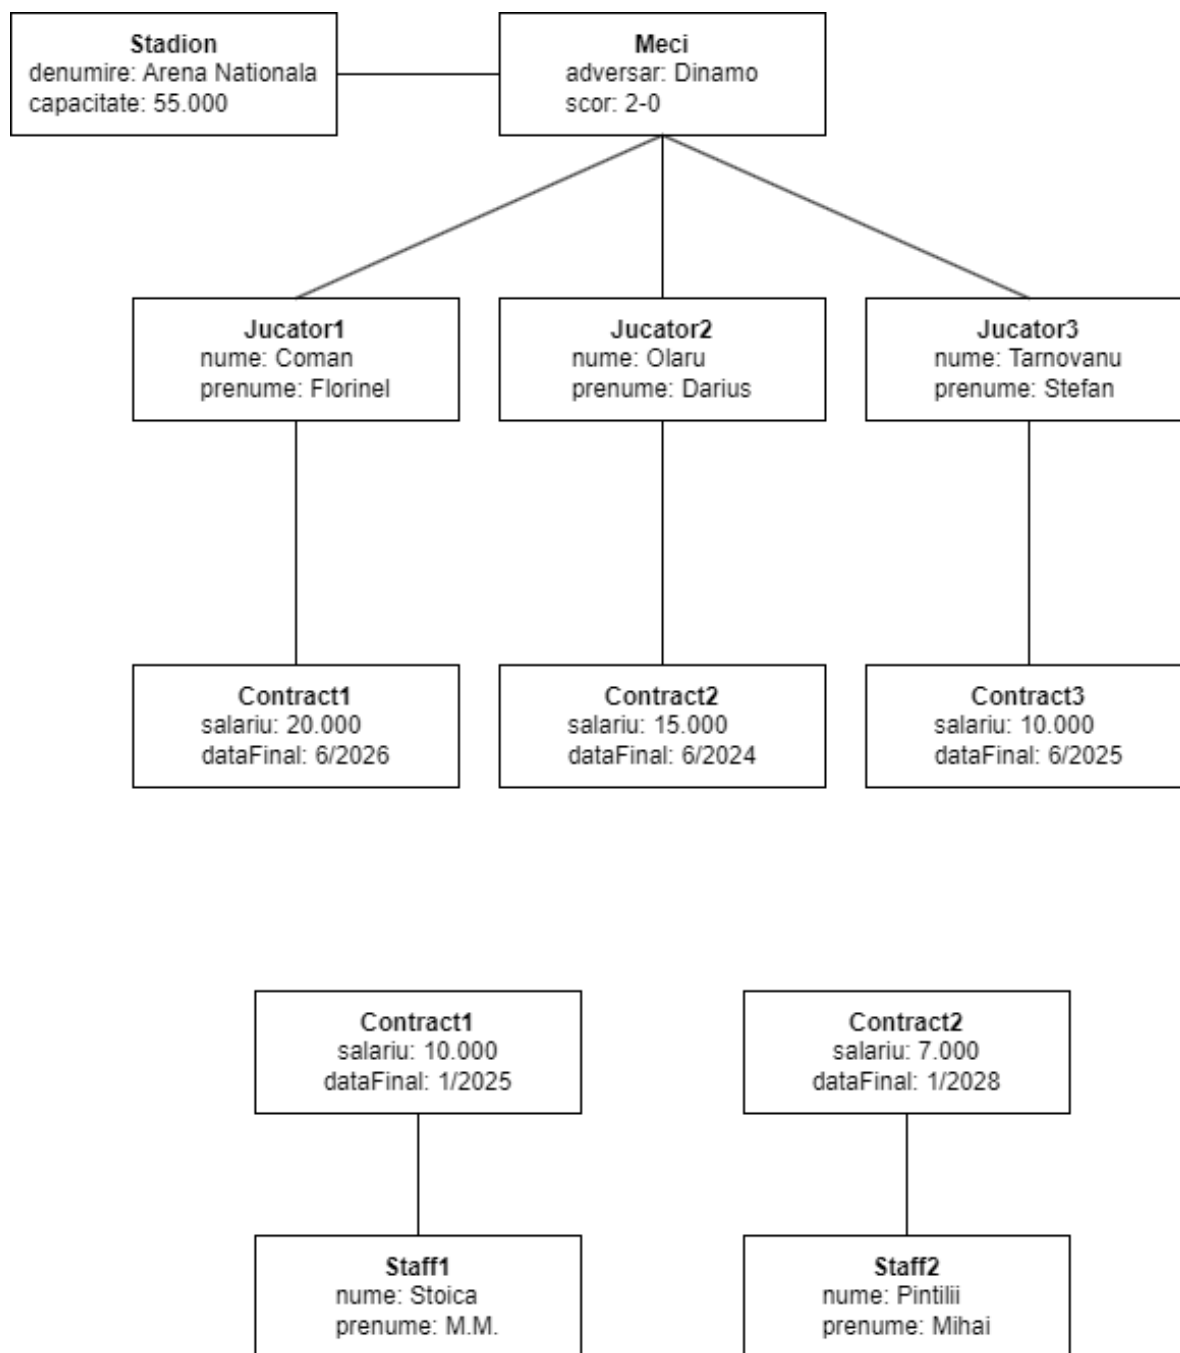 Stadion
denumire: Arena Nationala
capacitate: 55.000
Meci
adversar: Dinamo
scor: 2-0
Jucator1
nume: Coman
prenume: Florinel
Jucator2
nume: Olaru
prenume: Darius
Jucator3
nume: Tarnovanu
prenume: Stefan
Contract1
salariu: 20.000
dataFinal: 6/2026
Contract2
salariu: 15.000
dataFinal: 6/2024
Contract3
salariu: 10.000
dataFinal: 6/2025
Contract1
salariu: 10.000
dataFinal: 1/2025
Contract2
salariu: 7.000
dataFinal: 1/2028
Staff1
nume: Stoica
prenume: M.M.
Staff2
nume: Pintilii
prenume: Mihai